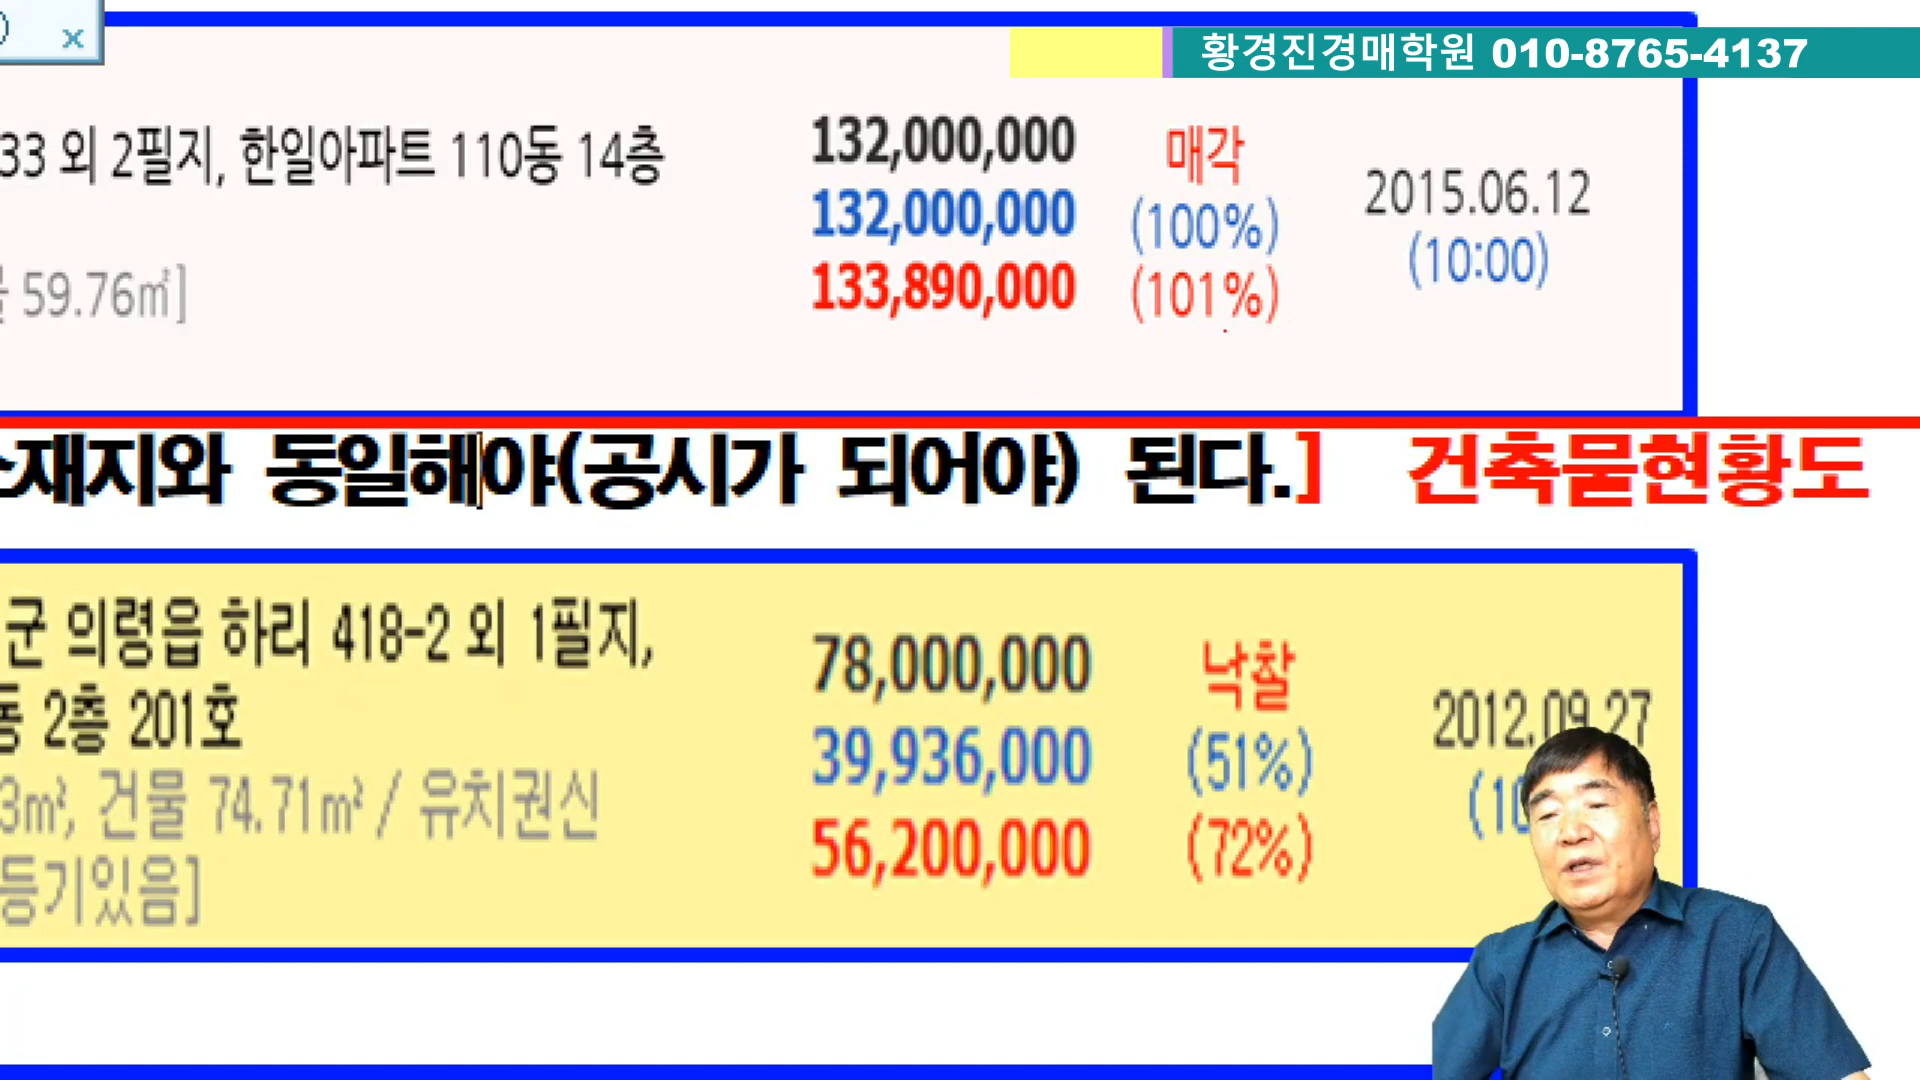 황경진경매학원 010-8765-4137
33 외 2필지, 한일아파트 110동 14층
59.76㎡]
132,000,000
132,000,000
133,890,000
매각
(100%)
(101%)
2015.06.12
(10:00)
소재지와 동일해야(공시가 되어야) 된다.] 건축물현황도
군 의령읍 하리 418-2 외 1필지,
동 2층 201호
3㎡, 건물 74.71㎡ / 유치권신
등기있음]
78,000,000
39,936,000
56,200,000
낙찰
(51%)
(72%)
2012.09.27
(10